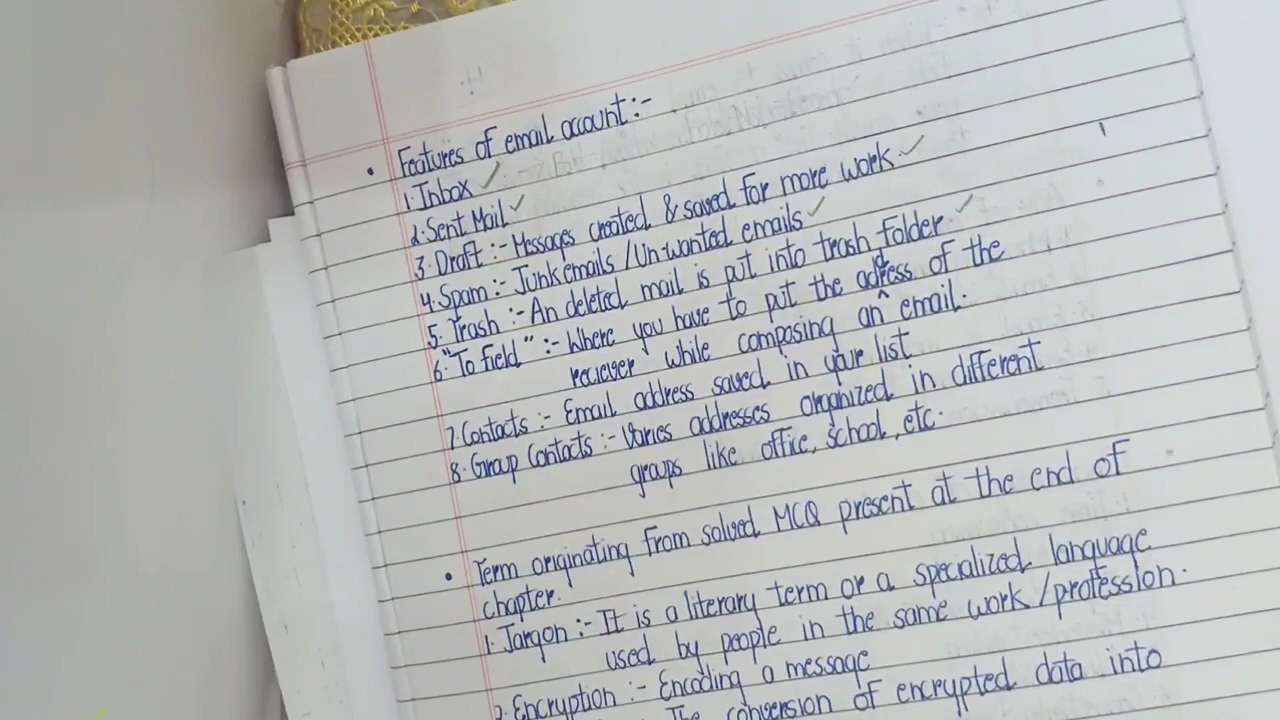 • Features of email account:-
1. Inbox ✓
2. Sent Mail ✓
3. Draft :- Messages created & saved for more work. ✓
4. Spam :- Junk emails /Un-wanted emails ✓
5. Trash :- An deleted mail is put into trash folder. ✓
6. "To field" :- Where you have to put the adress of the
reciever while composing an email.
7. Contacts :- Email address saved in your list
8. Group Contacts :- Varies addresses organized in different
groups like office, school, etc.
• Term originating from solved MCQ present at the end of
chapter.
1. Jargon :- It is a literary term or a specialized language
used by people in the same work/profession.
2. Encryption :- Encoding a message
The conversion of encrypted data into